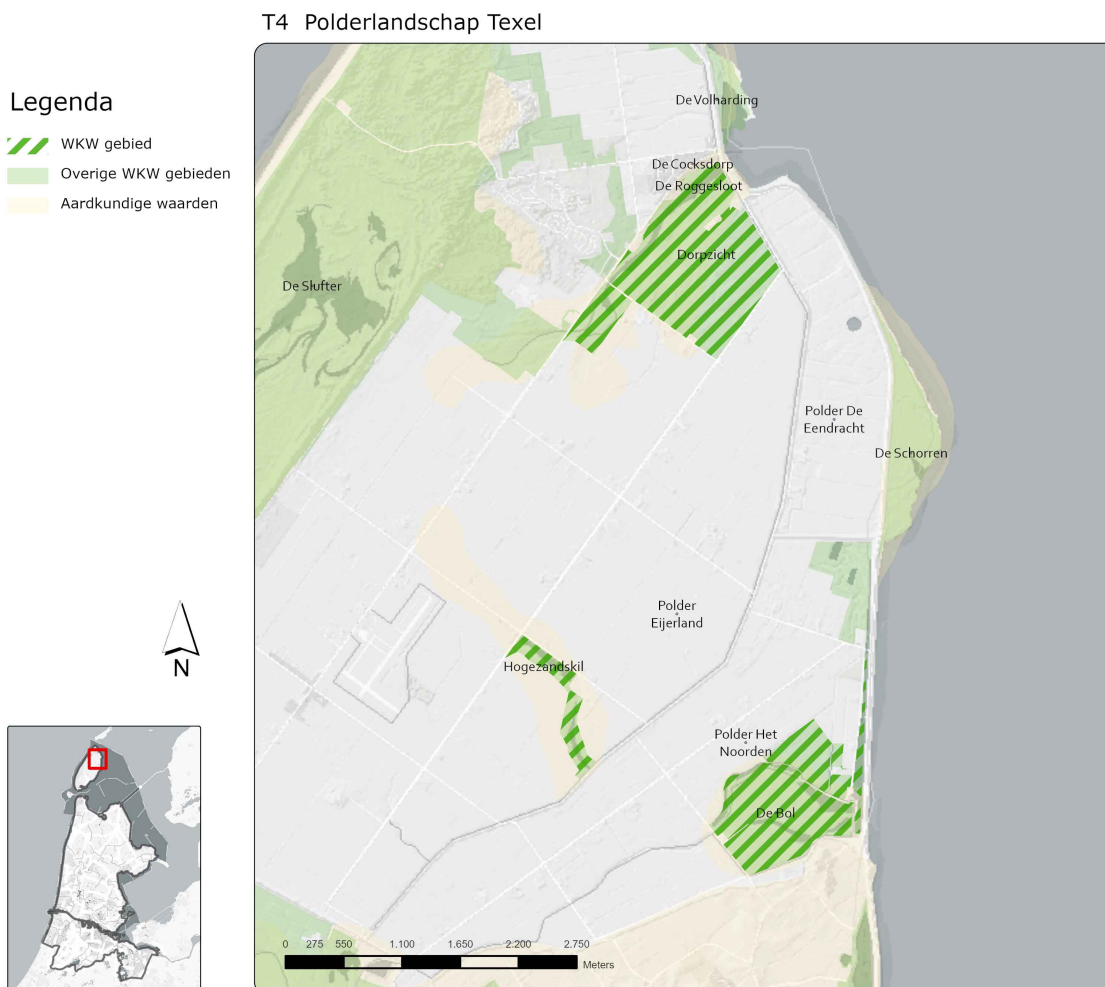 T4 Polderlandschap Texel
Legenda
WKW gebied
Overige WKW gebieden
Aardkundige waarden
De Volharding
De Cocksdorp
De Roggesloot
Dorpzicht
De Slufter
Polder De
Eendracht
De Schorren
Polder
Eijerland
Hogezandskil
Polder Het
Noorden
De Bol
N
0 275 550 1.100 1.650 2.200 2.750
Meters